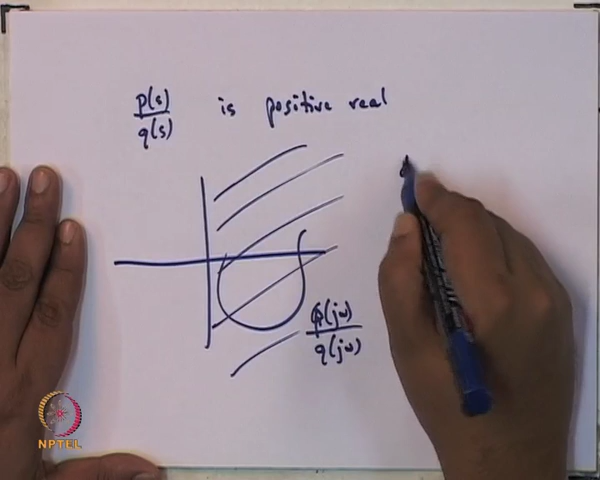 p(s)
q(s)
is positive real
p(jω)
q(jω)
NPTEL